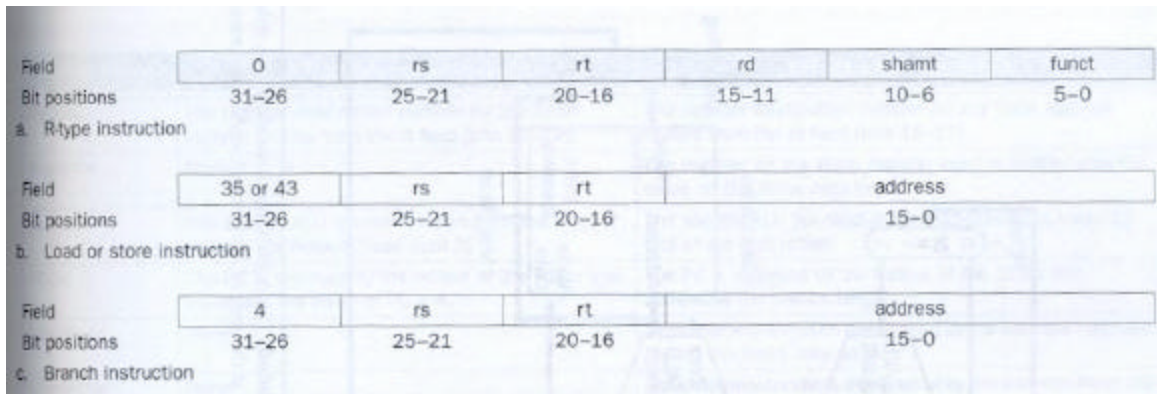 Field 0 rs rt rd shamt funct
Bit positions 31–26 25–21 20–16 15–11 10–6 5–0
a. R-type instruction
Field 35 or 43 rs rt address
Bit positions 31–26 25–21 20–16 15–0
b. Load or store instruction
Field 4 rs rt address
Bit positions 31–26 25–21 20–16 15–0
c. Branch instruction